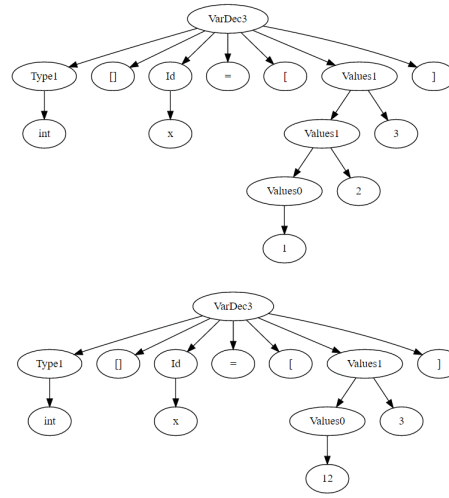 VarDec3
Type1 [] Id = [ Values1 ]
int x Values1 3
Values0 2
1
VarDec3
Type1 [] Id = [ Values1 ]
int x Values0 3
12